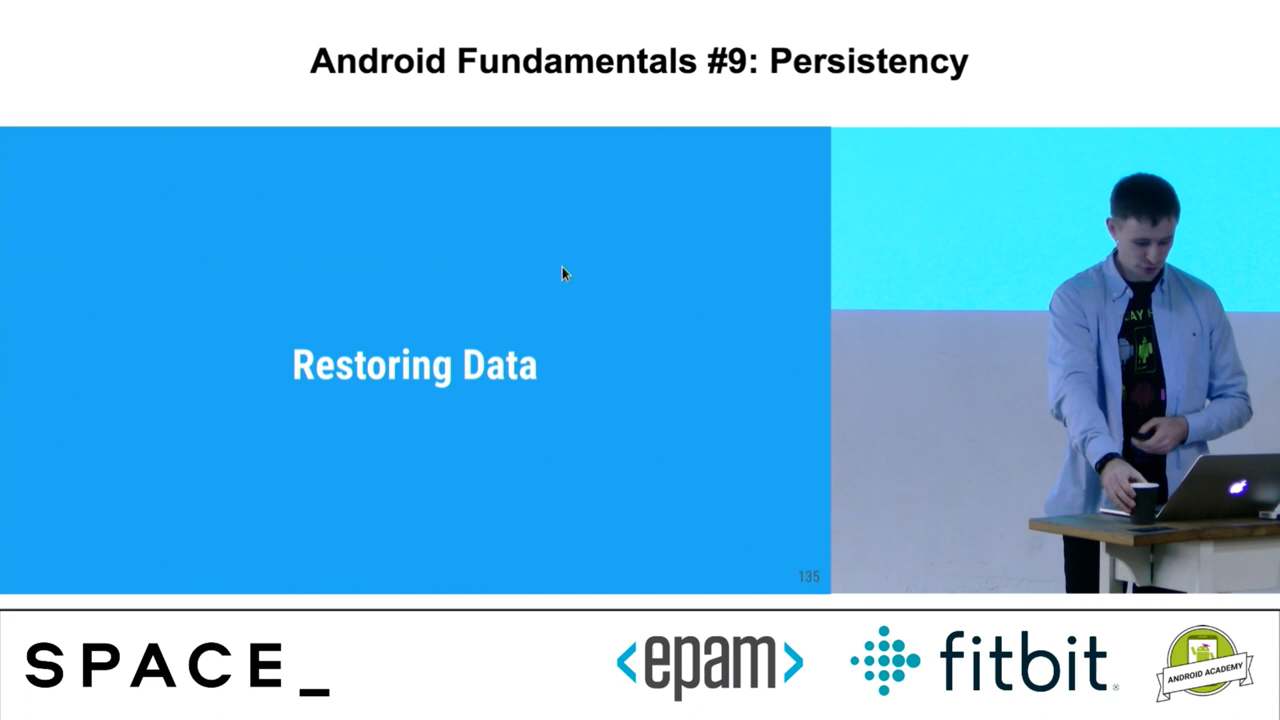 Android Fundamentals #9: Persistency
Restoring Data
135
SPACE_
<epam>
fitbit
ANDROID ACADEMY